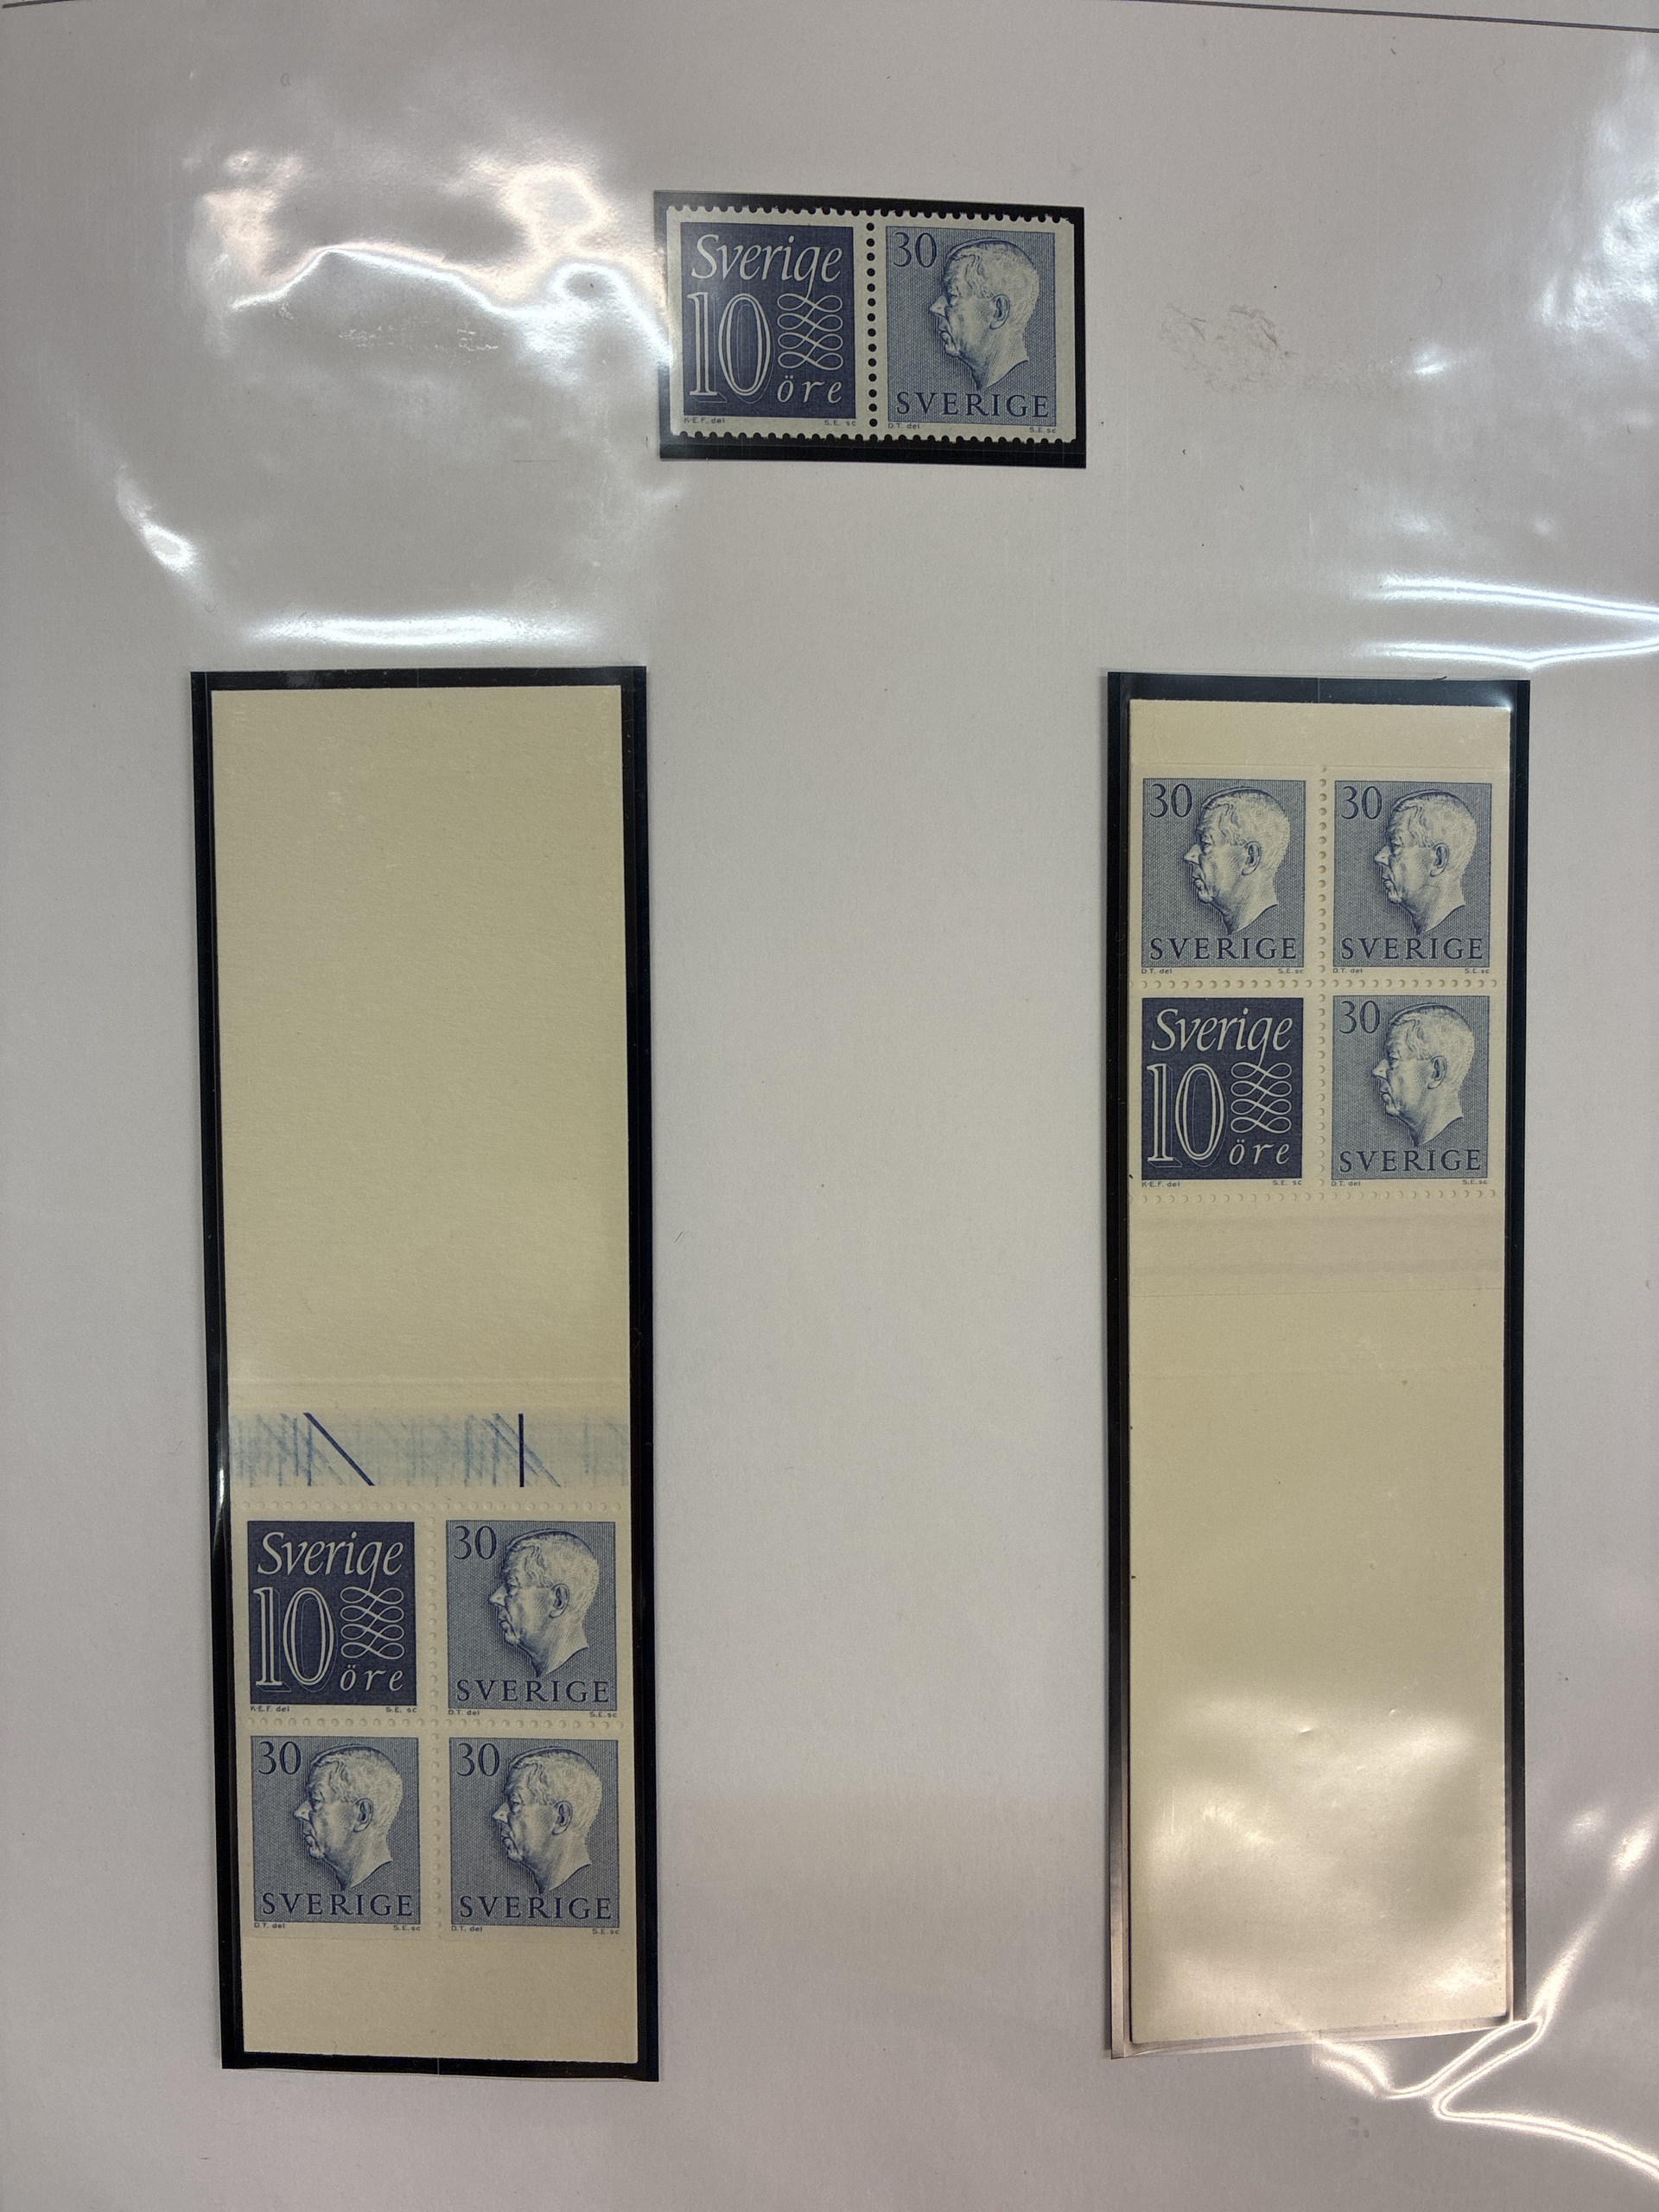 Sverige
10
öre
K-E.F. del S.E. sc
30
SVERIGE
D.T. del S.E. sc
Sverige
10
öre
K-E.F. del S.E. sc
30
SVERIGE
D.T. del S.E. sc
30
SVERIGE
D.T. del S.E. sc
30
SVERIGE
D.T. del S.E. sc
30
SVERIGE
D.T. del S.E. sc
30
SVERIGE
D.T. del S.E. sc
Sverige
10
öre
K-E.F. del S.E. sc
30
SVERIGE
D.T. del S.E. sc